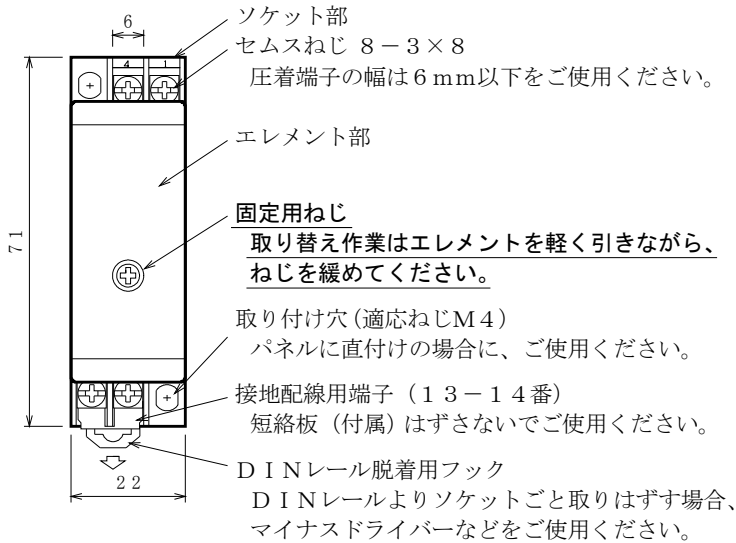 6
ソケット部
セムスねじ ８－３×８
圧着端子の幅は６ｍｍ以下をご使用ください。
4 1
エレメント部
71
固定用ねじ
取り替え作業はエレメントを軽く引きながら、
ねじを緩めてください。
取り付け穴(適応ねじＭ４)
パネルに直付けの場合に、ご使用ください。
接地配線用端子（１３－１４番）
短絡板（付属）はずさないでご使用ください。
ＤＩＮレール脱着用フック
22
ＤＩＮレールよりソケットごと取りはずす場合、
マイナスドライバーなどをご使用ください。